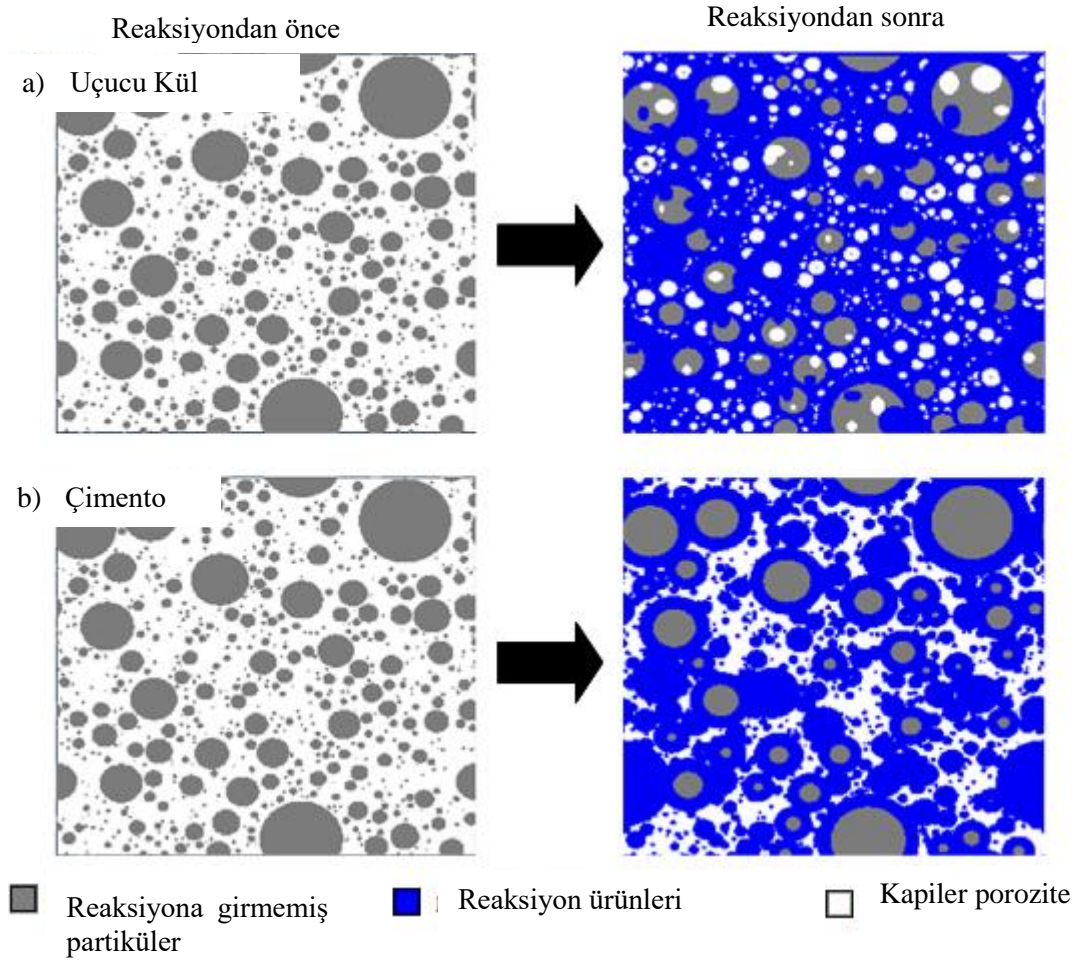 Reaksiyondan önce
Reaksiyondan sonra
a) Uçucu Kül
b) Çimento
Reaksiyona girmemiş
partiküler
Reaksiyon ürünleri
Kapiler porozite